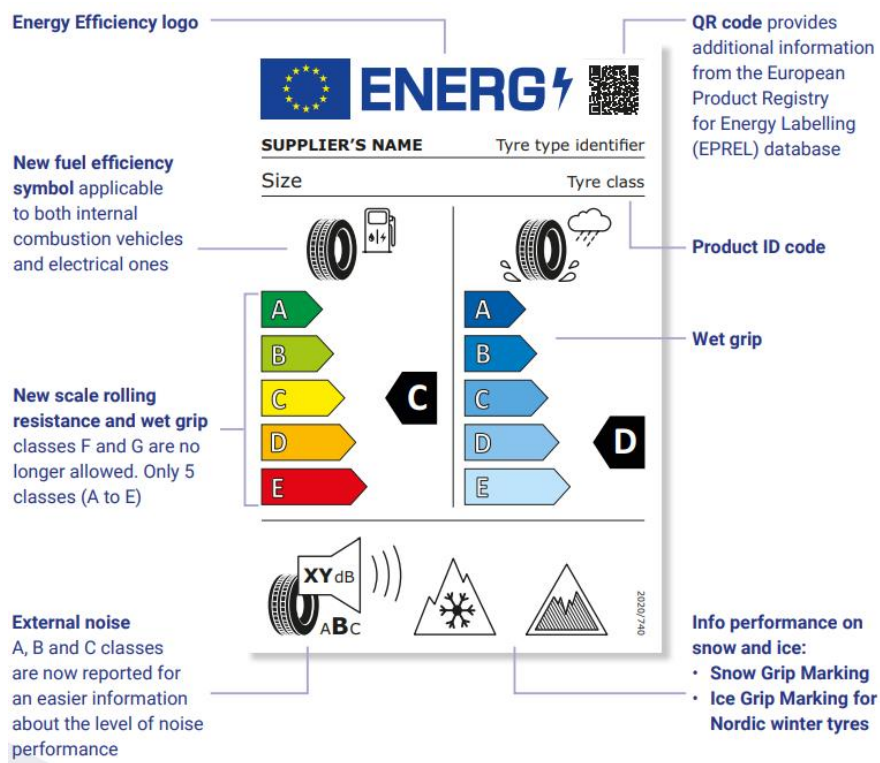 Energy Efficiency logo
ENERG
SUPPLIER'S NAME
Tyre type identifier
Size
Tyre class
QR code provides
additional information
from the European
Product Registry
for Energy Labelling
(EPREL) database
New fuel efficiency
symbol applicable
to both internal
combustion vehicles
and electrical ones
Product ID code
A
B
C
D
E
C
A
B
C
D
E
D
Wet grip
New scale rolling
resistance and wet grip
classes F and G are no
longer allowed. Only 5
classes (A to E)
XY dB
ABC
2020/740
External noise
A, B and C classes
are now reported for
an easier information
about the level of noise
performance
Info performance on
snow and ice:
• Snow Grip Marking
• Ice Grip Marking for
Nordic winter tyres